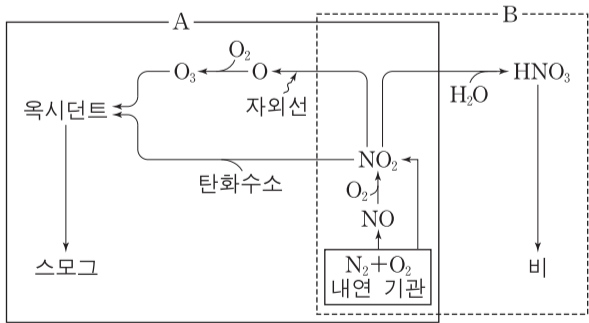 A
B
O₂
O₃
O
HNO₃
자외선
H₂O
옥시던트
NO₂
탄화수소
O₂
NO
스모그
N₂+O₂
내연 기관
비